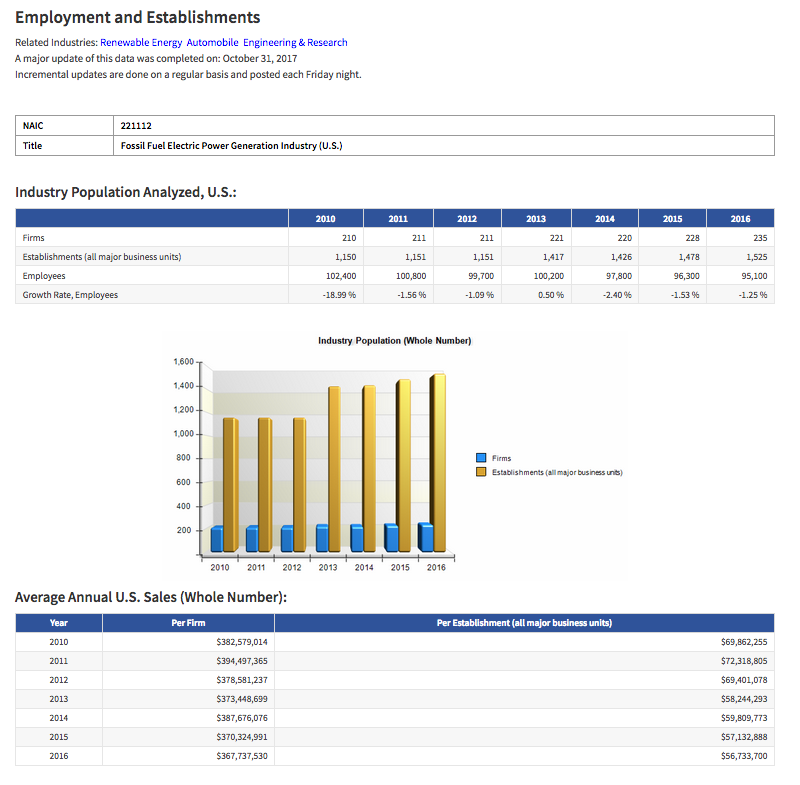 Employment and Establishments
Related Industries: Renewable Energy Automobile Engineering & Research
A major update of this data was completed on: October 31, 2017
Incremental updates are done on a regular basis and posted each Friday night.
NAIC 221112
Title Fossil Fuel Electric Power Generation Industry (U.S.)
Industry Population Analyzed, U.S.:
2010 2011 2012 2013 2014 2015 2016
Firms 210 211 211 221 220 228 235
Establishments (all major business units) 1,150 1,151 1,151 1,417 1,426 1,478 1,525
Employees 102,400 100,800 99,700 100,200 97,800 96,300 95,100
Growth Rate, Employees -18.99 % -1.56 % -1.09 % 0.50 % -2.40 % -1.53 % -1.25 %
Industry Population (Whole Number)
1,600
1,400
1,200
1,000
800
600
400
200
2010 2011 2012 2013 2014 2015 2016
Firms
Establishments (all major business units)
Average Annual U.S. Sales (Whole Number):
Year Per Firm Per Establishment (all major business units)
2010 $382,579,014 $69,862,255
2011 $394,497,365 $72,318,805
2012 $378,581,237 $69,401,078
2013 $373,448,699 $58,244,293
2014 $387,676,076 $59,809,773
2015 $370,324,991 $57,132,888
2016 $367,737,530 $56,733,700